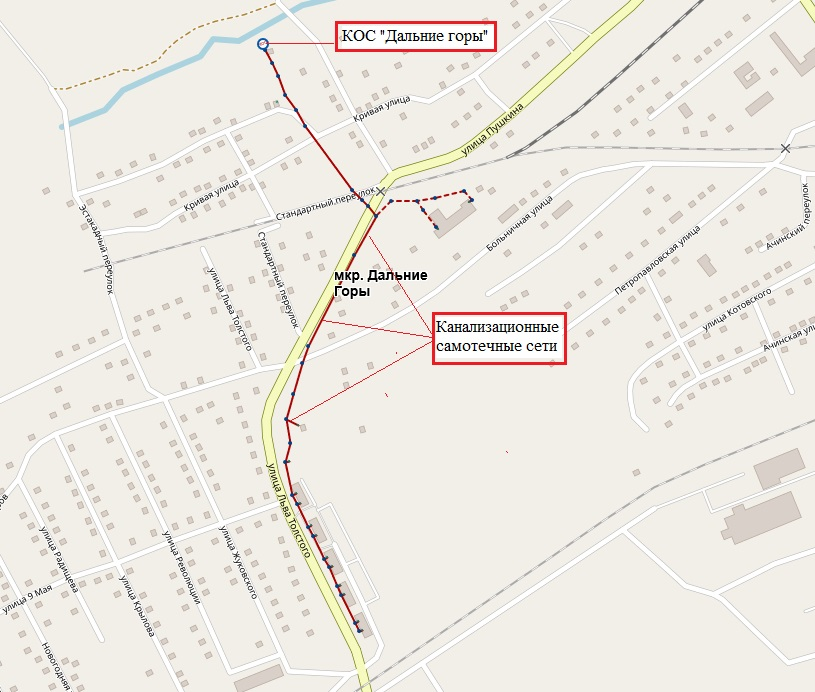 КОС "Дальние горы"
Кривая улица
улица Пушкина
Кривая улица
Стандартный переулок
Эстакадный переулок
Стандартный переулок
улица Льва Толстого
Больничная улица
Ачинский переулок
Петропавловская улица
мкр. Дальние
Горы
улица Котовского
Канализационные
самотечные сети
Ачинская ул
улица Льва Толстого
ов
улица Радищева
улица Революции
улица Жуковского
улица 9 Мая
улица Крылова
Новогодняя